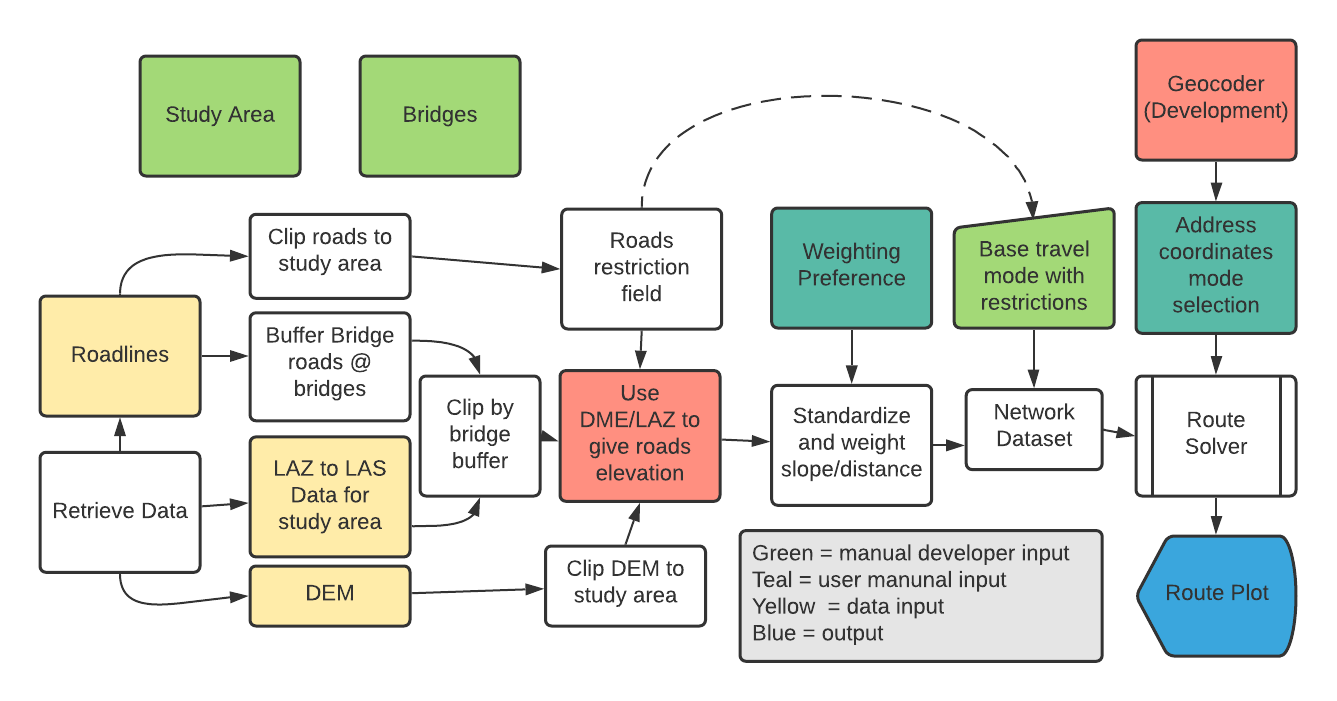 Study Area
Bridges
Geocoder
(Development)
Clip roads to
study area
Roads
restriction
field
Weighting
Preference
Base travel
mode with
restrictions
Address
coordinates
mode
selection
Roadlines
Buffer Bridge
roads @
bridges
Clip by
bridge
buffer
Use
DME/LAZ to
give roads
elevation
Standardize
and weight
slope/distance
Network
Dataset
Route
Solver
Retrieve Data
LAZ to LAS
Data for
study area
DEM
Clip DEM to
study area
Green = manual developer input
Teal = user manunal input
Yellow  = data input
Blue = output
Route Plot